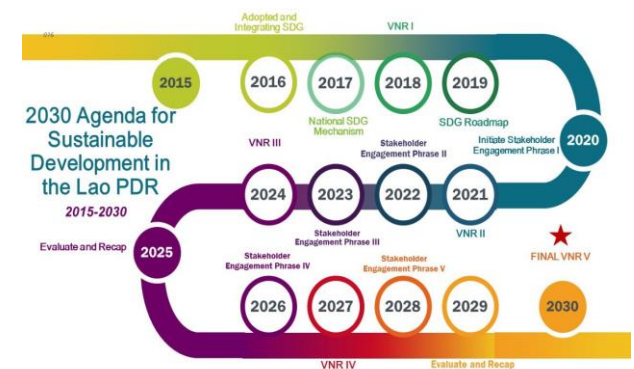 016
Adopted and
Integrating SDG
VNR I
2015
2016
2017
2018
2019
National SDG
Mechanism
SDG Roadmap
2030 Agenda for
Sustainable
Development in
the Lao PDR
2015-2030
Initiate Stakeholder
Engagement Phrase I
2020
VNR III
Stakeholder
Engagement Phrase II
2024
2023
2022
2021
Stakeholder
Engagement Phrase III
VNR II
Evaluate and Recap
2025
FINAL VNR V
Stakeholder
Engagement Phrase IV
Stakeholder
Engagement Phrase V
2026
2027
2028
2029
2030
VNR IV
Evaluate and Recap